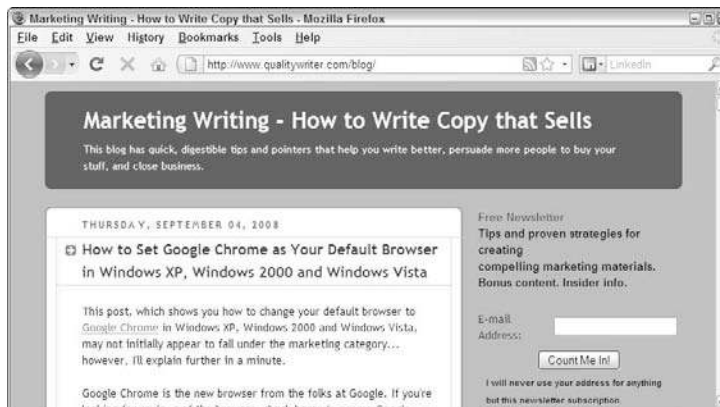 Marketing Writing - How to Write Copy that Sells - Mozilla Firefox
File Edit View History Bookmarks Tools Help
http://www.qualitywriter.com/blog/
LinkedIn
Marketing Writing - How to Write Copy that Sells
This blog has quick, digestible tips and pointers that help you write better, persuade more people to buy your
stuff, and close business.
THURSDAY, SEPTEMBER 04, 2008
How to Set Google Chrome as Your Default Browser
in Windows XP, Windows 2000 and Windows Vista
This post, which shows you how to change your default browser to
Google Chrome in Windows XP, Windows 2000 and Windows Vista,
may not initially appear to fall under the marketing category...
however, I'll explain further in a minute.
Google Chrome is the new browser from the folks at Google. If you're
Free Newsletter
Tips and proven strategies for
creating
compelling marketing materials.
Bonus content. Insider info.
E-mail
Address:
Count Me In!
I will never use your address for anything
but this newsletter subscription.